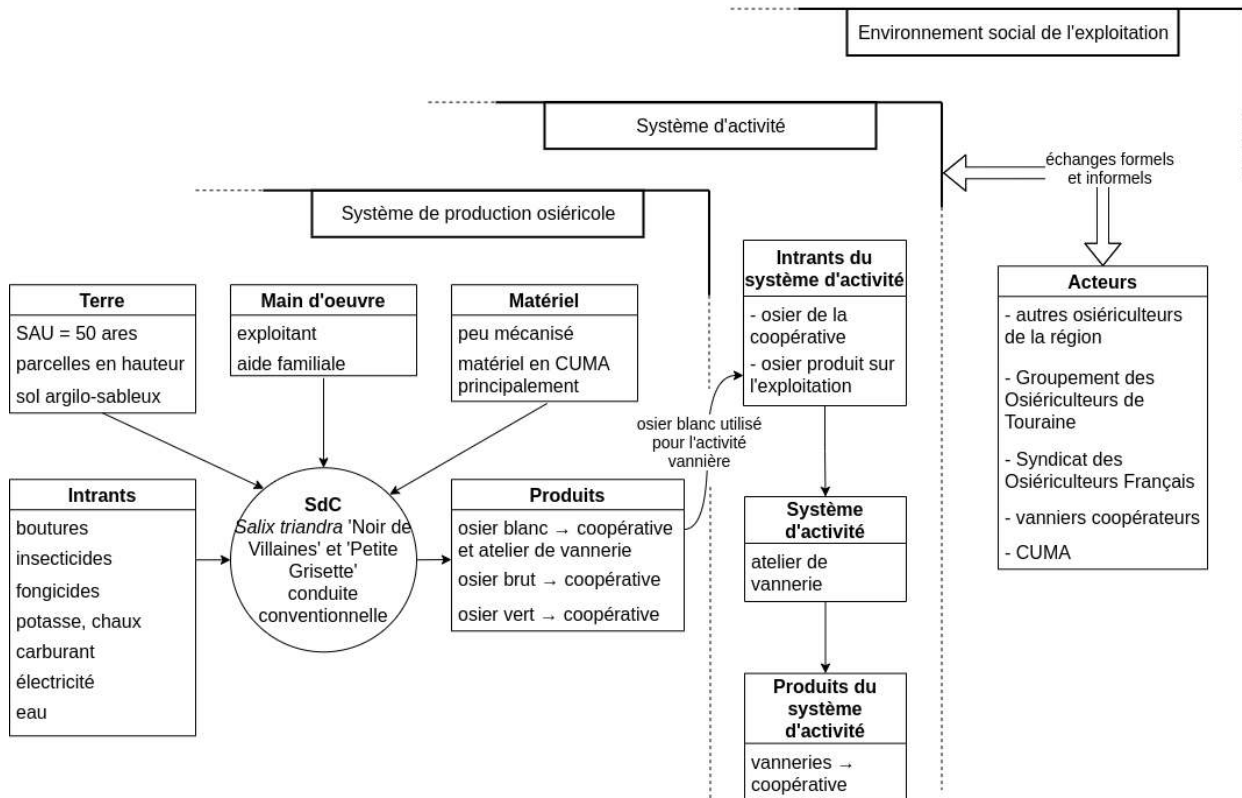 Environnement social de l'exploitation
Système d'activité
échanges formels
et informels
Système de production osiéricole
Terre
SAU = 50 ares
parcelles en hauteur
sol argilo-sableux
Main d'oeuvre
exploitant
aide familiale
Matériel
peu mécanisé
matériel en CUMA
principalement
Intrants
boutures
insecticides
fongicides
potasse, chaux
carburant
électricité
eau
SdC
Salix triandra 'Noir de
Villaines' et 'Petite
Grisette'
conduite
conventionnelle
Produits
osier blanc → coopérative
et atelier de vannerie
osier brut → coopérative
osier vert → coopérative
osier blanc utilisé
pour l'activité
vannière
Intrants du
système d'activité
- osier de la
coopérative
- osier produit sur
l'exploitation
Système
d'activité
atelier de
vannerie
Produits du
système
d'activité
vanneries →
coopérative
Acteurs
- autres osiériculteurs
de la région
- Groupement des
Osiériculteurs de
Touraine
- Syndicat des
Osiériculteurs Français
- vanniers coopérateurs
- CUMA